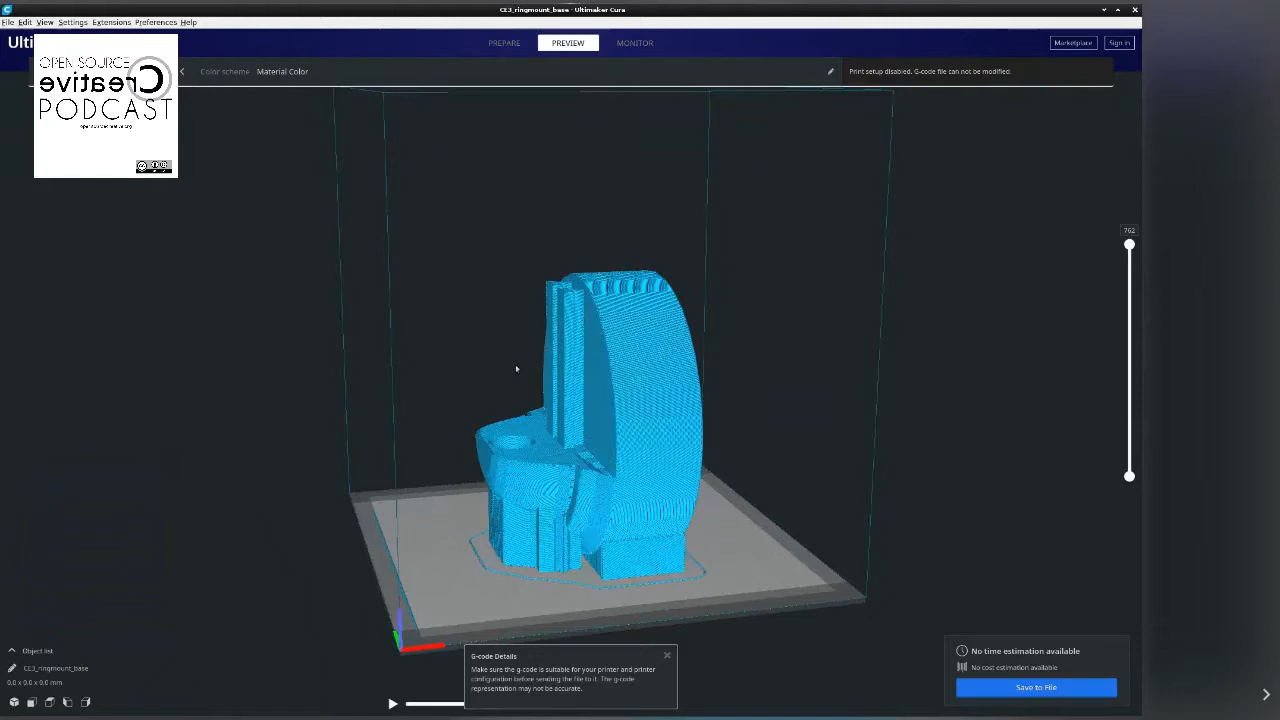 CE3_ringmount_base - Ultimaker Cura
File Edit View Settings Extensions Preferences Help
Ulti
PREPARE PREVIEW MONITOR
Marketplace Sign in
OPEN SOURCE
Creative
PODCAST
opensourcecreative.org
Color scheme Material Color
Print setup disabled. G-code file can not be modified.
762
Object list
CE3_ringmount_base
0.0 x 0.0 x 0.0 mm
G-code Details
Make sure the g-code is suitable for your printer and printer
configuration before sending the file to it. The g-code
representation may not be accurate.
No time estimation available
No cost estimation available
Save to File